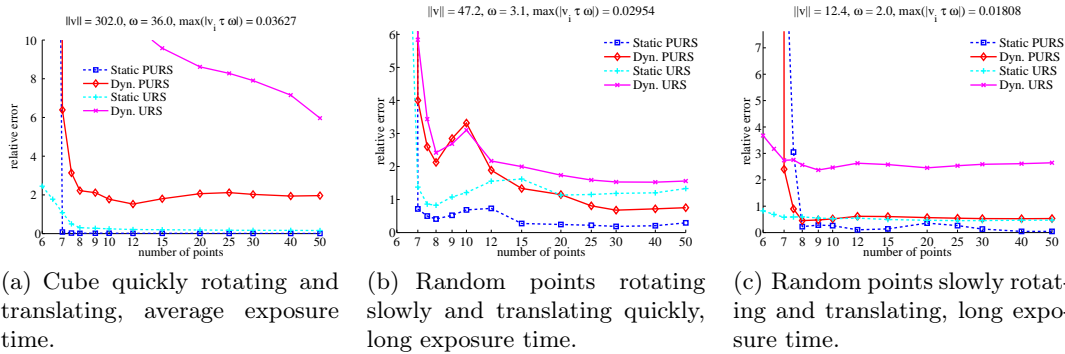 ||v|| = 302.0, ω = 36.0, max(|v_i τ ω|) = 0.03627
10
8
6
4
2
0
relative error
Static PURS
Dyn. PURS
Static URS
Dyn. URS
6 7 8 9 10 12 15 20 25 30 40 50
number of points
(a) Cube quickly rotating and
translating, average exposure
time.
||v|| = 47.2, ω = 3.1, max(|v_i τ ω|) = 0.02954
6
5
4
3
2
1
0
relative error
Static PURS
Dyn. PURS
Static URS
Dyn. URS
6 7 8 9 10 12 15 20 25 30 40 50
number of points
(b) Random points rotating
slowly and translating quickly,
long exposure time.
||v|| = 12.4, ω = 2.0, max(|v_i τ ω|) = 0.01808
7
6
5
4
3
2
1
0
relative error
Static PURS
Dyn. PURS
Static URS
Dyn. URS
6 7 8 9 10 12 15 20 25 30 40 50
number of points
(c) Random points slowly rotat-
ing and translating, long expo-
sure time.